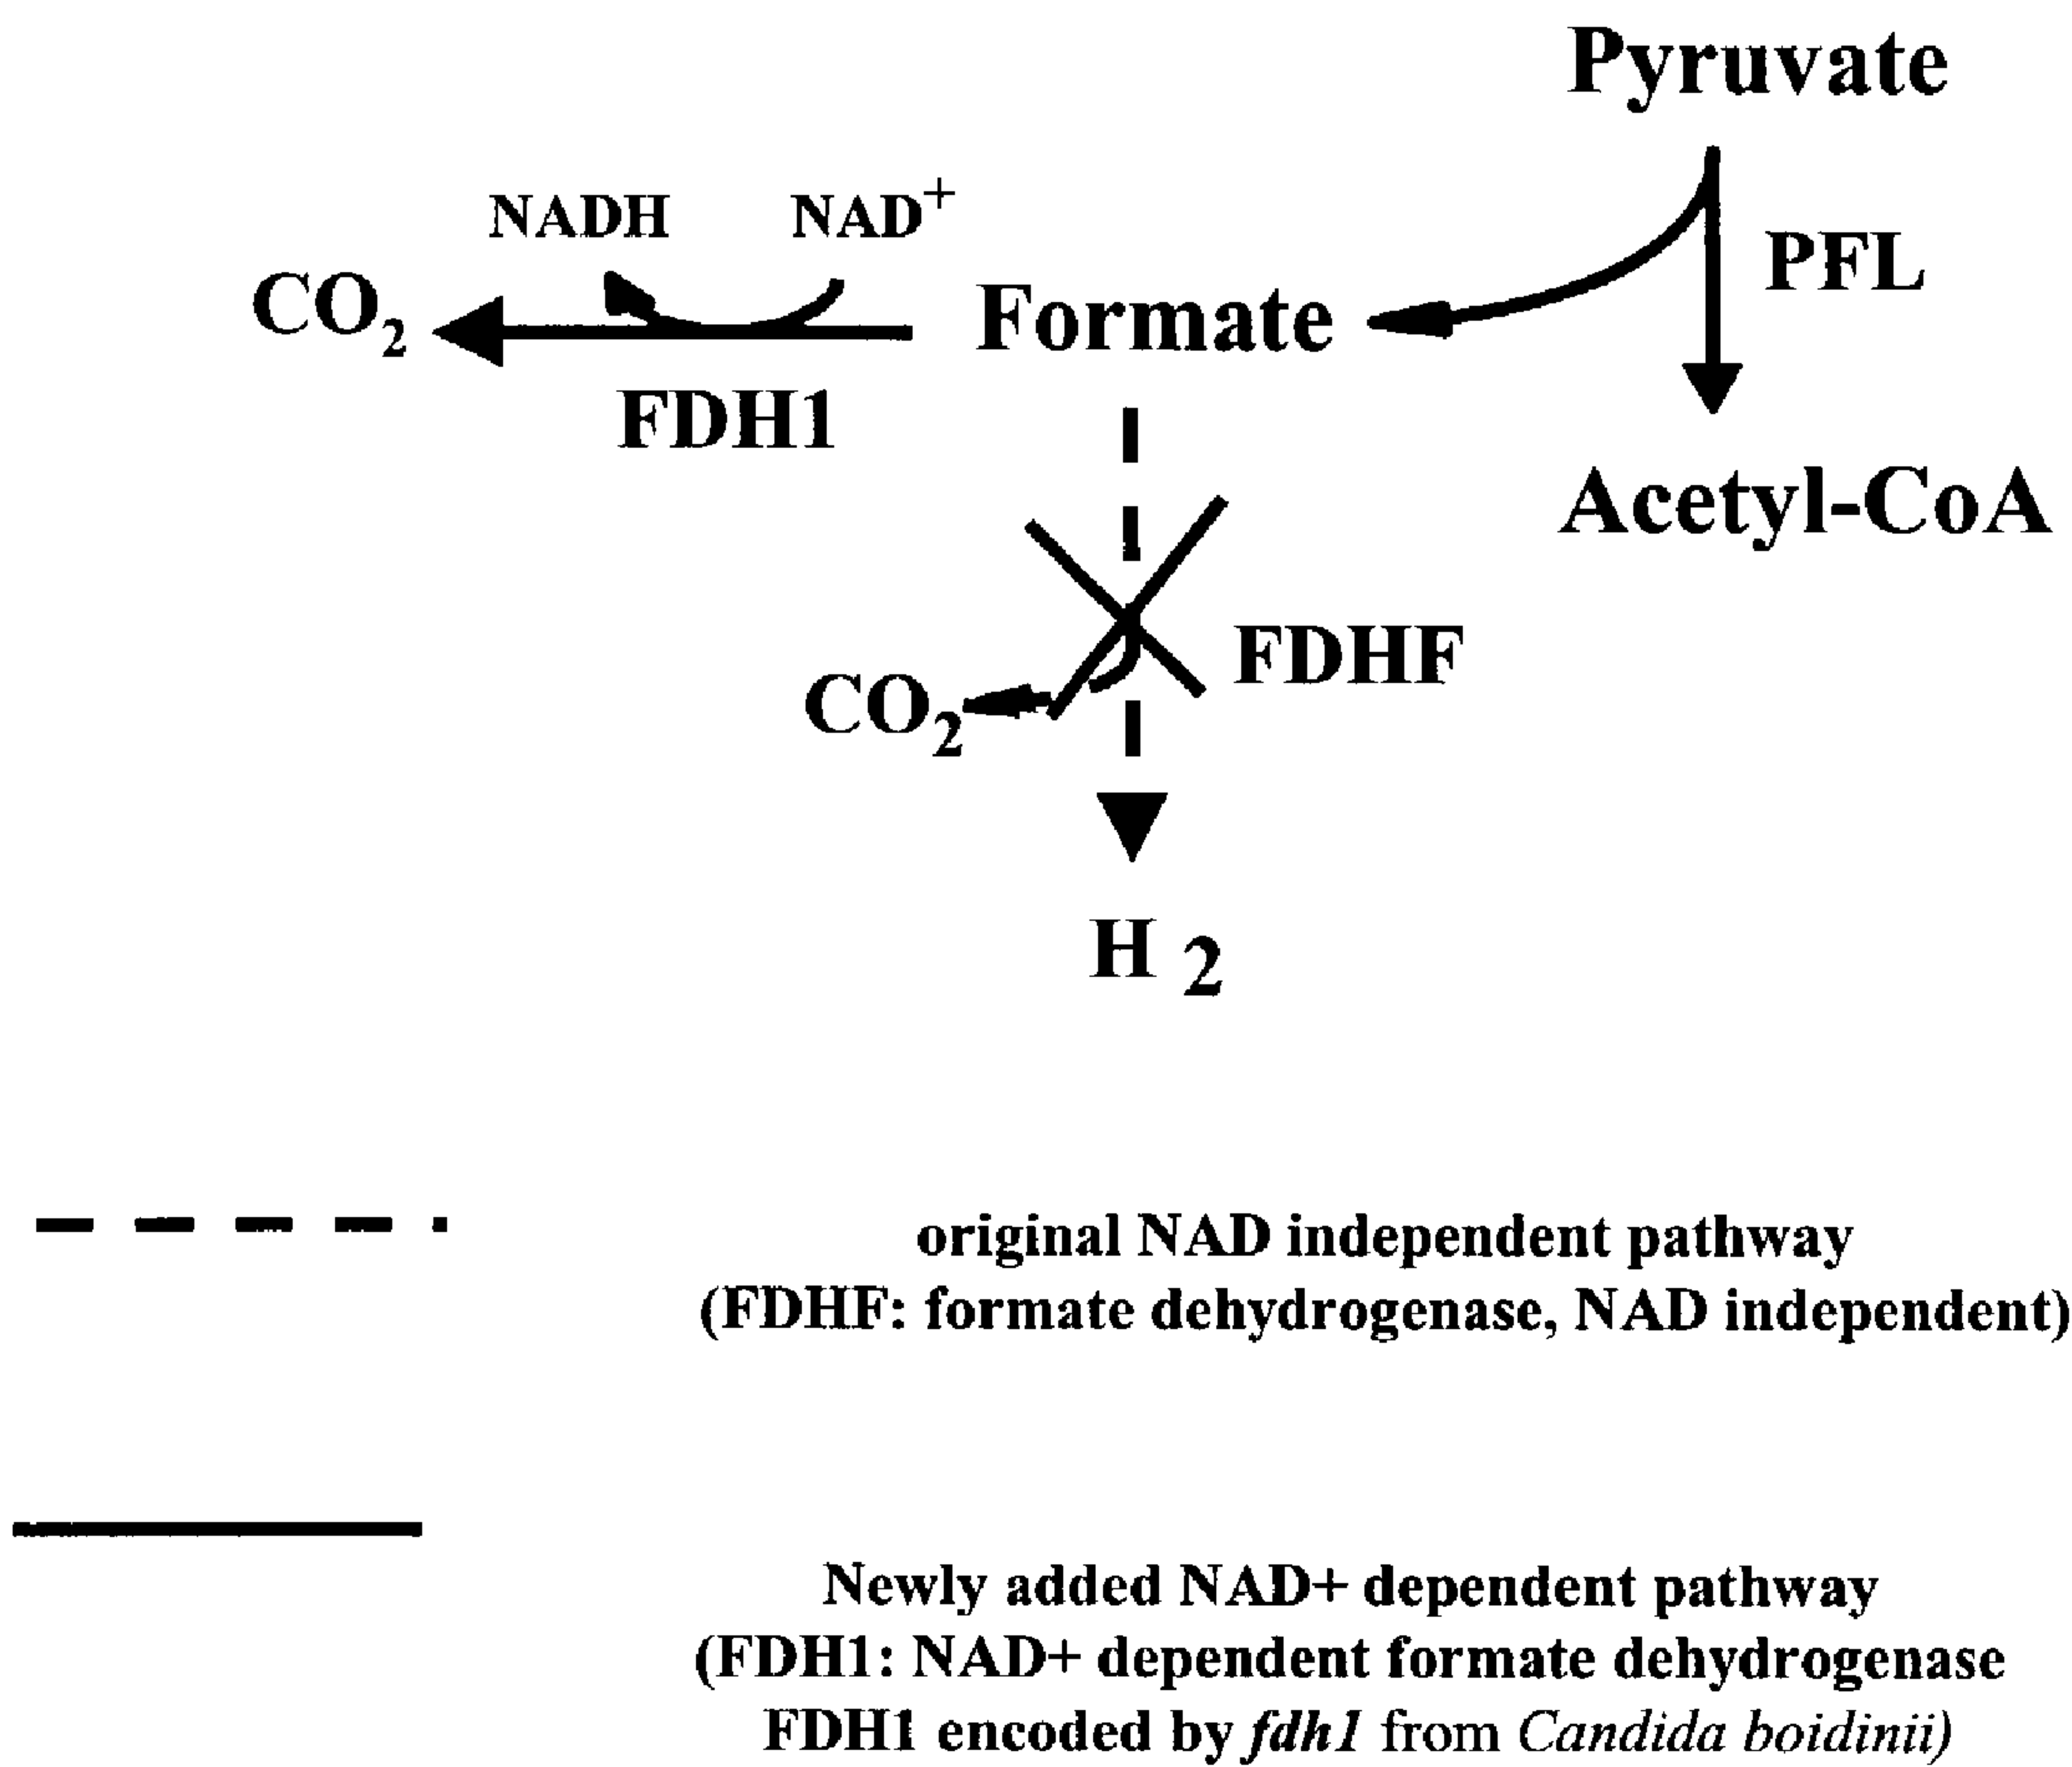 Pyruvate
NADH NAD+
PFL
CO2 Formate
FDH1
Acetyl-CoA
FDHF
CO2
H 2
original NAD independent pathway
(FDHF: formate dehydrogenase, NAD independent)
Newly added NAD+ dependent pathway
(FDH1: NAD+ dependent formate dehydrogenase
FDH1 encoded by fdh1 from Candida boidinii)